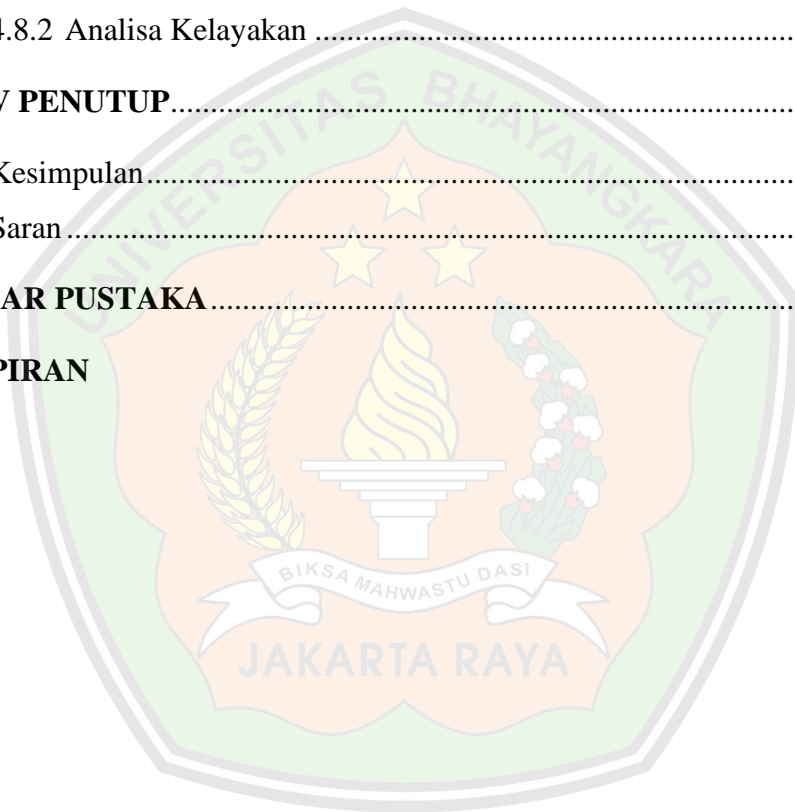 4.8.2 Analisa Kelayakan ..........................................................................
V PENUTUP..............................................................................................
Kesimpulan.................................................................................................
Saran ..........................................................................................................
AR PUSTAKA .........................................................................................
PIRAN
UNIVERSITAS BHAYANGKARA
BIKSA MAHWASTU DASI
JAKARTA RAYA